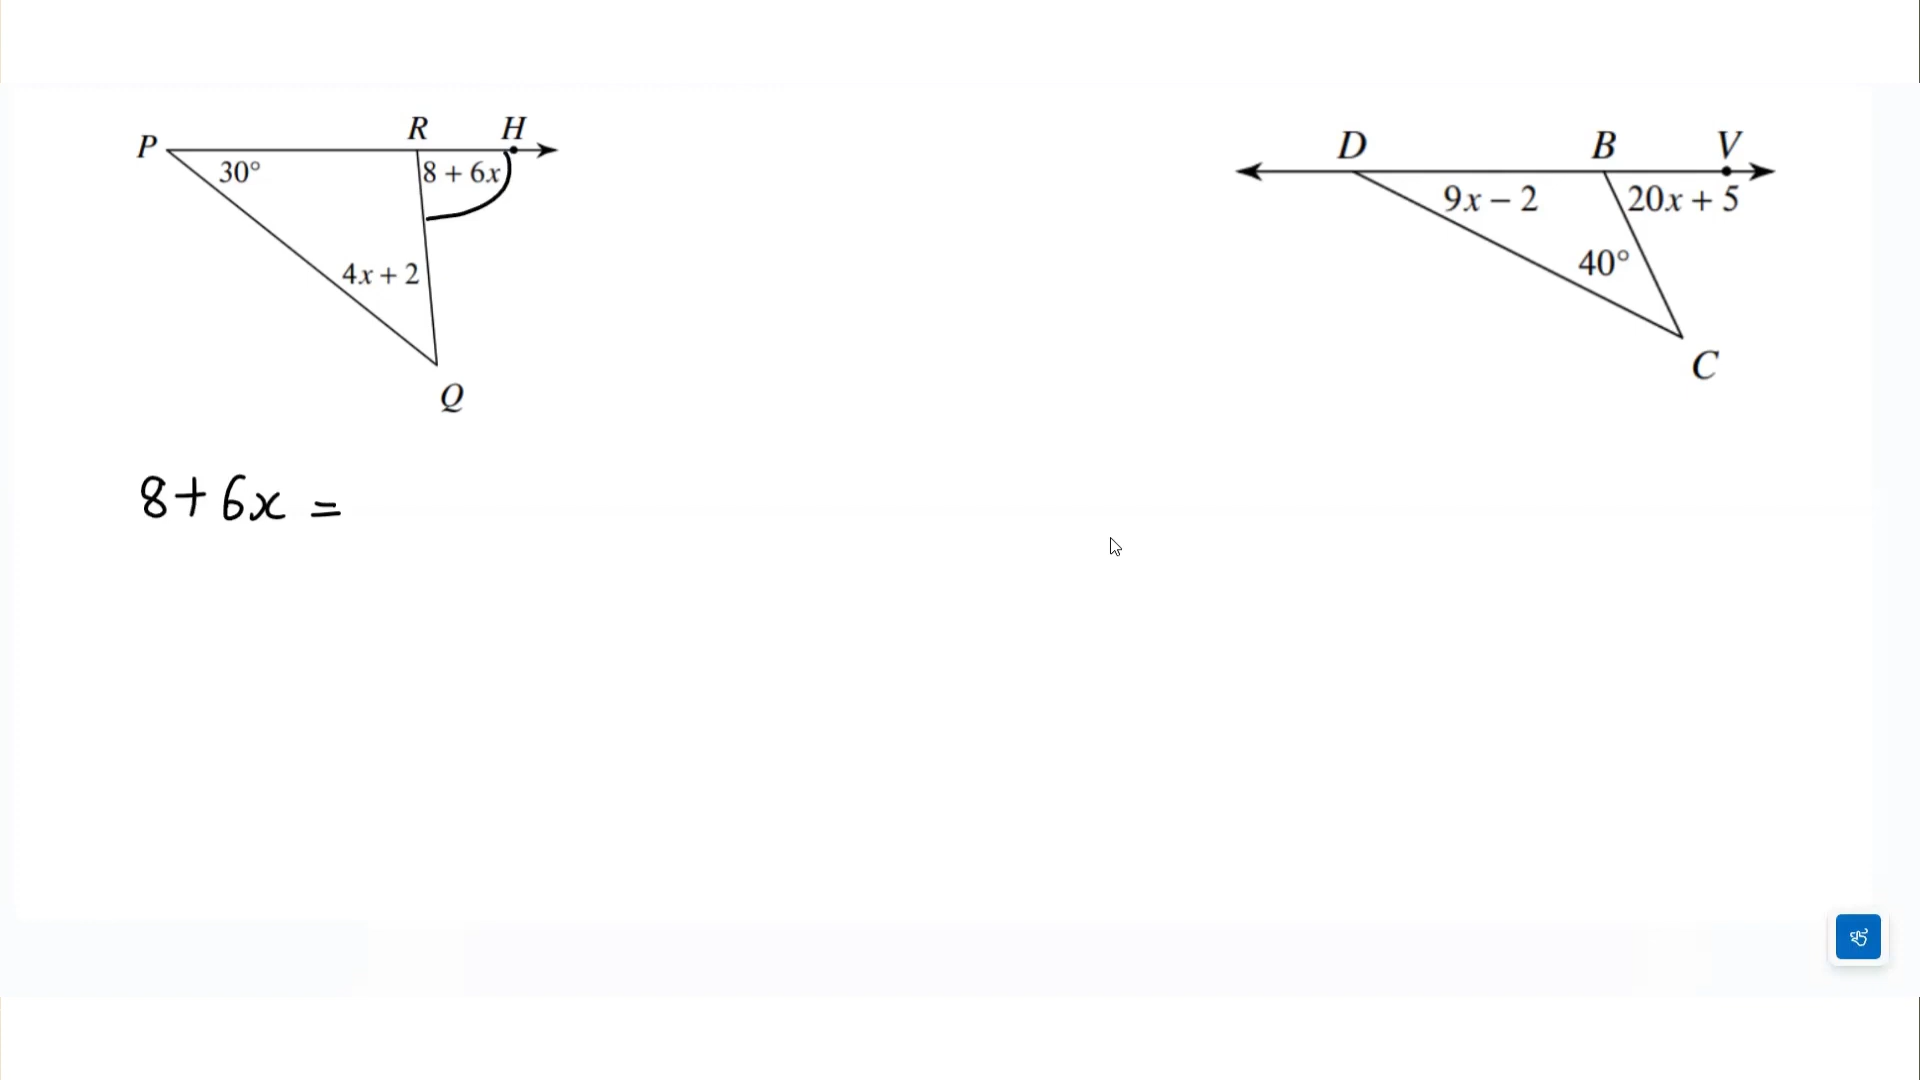 P
R
H
30°
8 + 6x
4x + 2
Q
D
B
V
9x − 2
20x + 5
40°
C
8+6x =